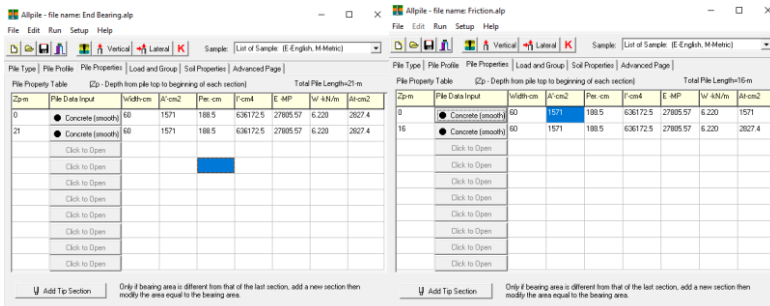 Allpile - file name: End Bearing.alp
File Edit Run Setup Help
Vertical Lateral K Sample: List of Sample: (E-English, M-Metric)
Pile Type Pile Profile Pile Properties Load and Group Soil Properties Advanced Page
Pile Property Table (Zp - Depth from pile top to beginning of each section) Total Pile Length=21-m
Zp-m Pile Data Input Width-cm A'-cm2 Per.-cm I'-cm4 E -MP W -kN/m At-cm2
0 Concrete (smooth) 60 1571 188.5 636172.5 27805.57 6.220 2827.4
21 Concrete (smooth) 60 1571 188.5 636172.5 27805.57 6.220 2827.4
Click to Open
Click to Open
Click to Open
Click to Open
Click to Open
Click to Open
Click to Open
Click to Open
Add Tip Section Only if bearing area is different from that of the last section, add a new section then
modify the area equal to the bearing area.
Allpile - file name: Friction.alp
File Edit Run Setup Help
Vertical Lateral K Sample: List of Sample: (E-English, M-Metric)
Pile Type Pile Profile Pile Properties Load and Group Soil Properties Advanced Page
Pile Property Table (Zp - Depth from pile top to beginning of each section) Total Pile Length=16-m
Zp-m Pile Data Input Width-cm A'-cm2 Per.-cm I'-cm4 E -MP W -kN/m At-cm2
0 Concrete (smooth) 60 1571 188.5 636172.5 27805.57 6.220 1571
16 Concrete (smooth) 60 1571 188.5 636172.5 27805.57 6.220 2827.4
Click to Open
Click to Open
Click to Open
Click to Open
Click to Open
Click to Open
Click to Open
Click to Open
Add Tip Section Only if bearing area is different from that of the last section, add a new section then
modify the area equal to the bearing area.